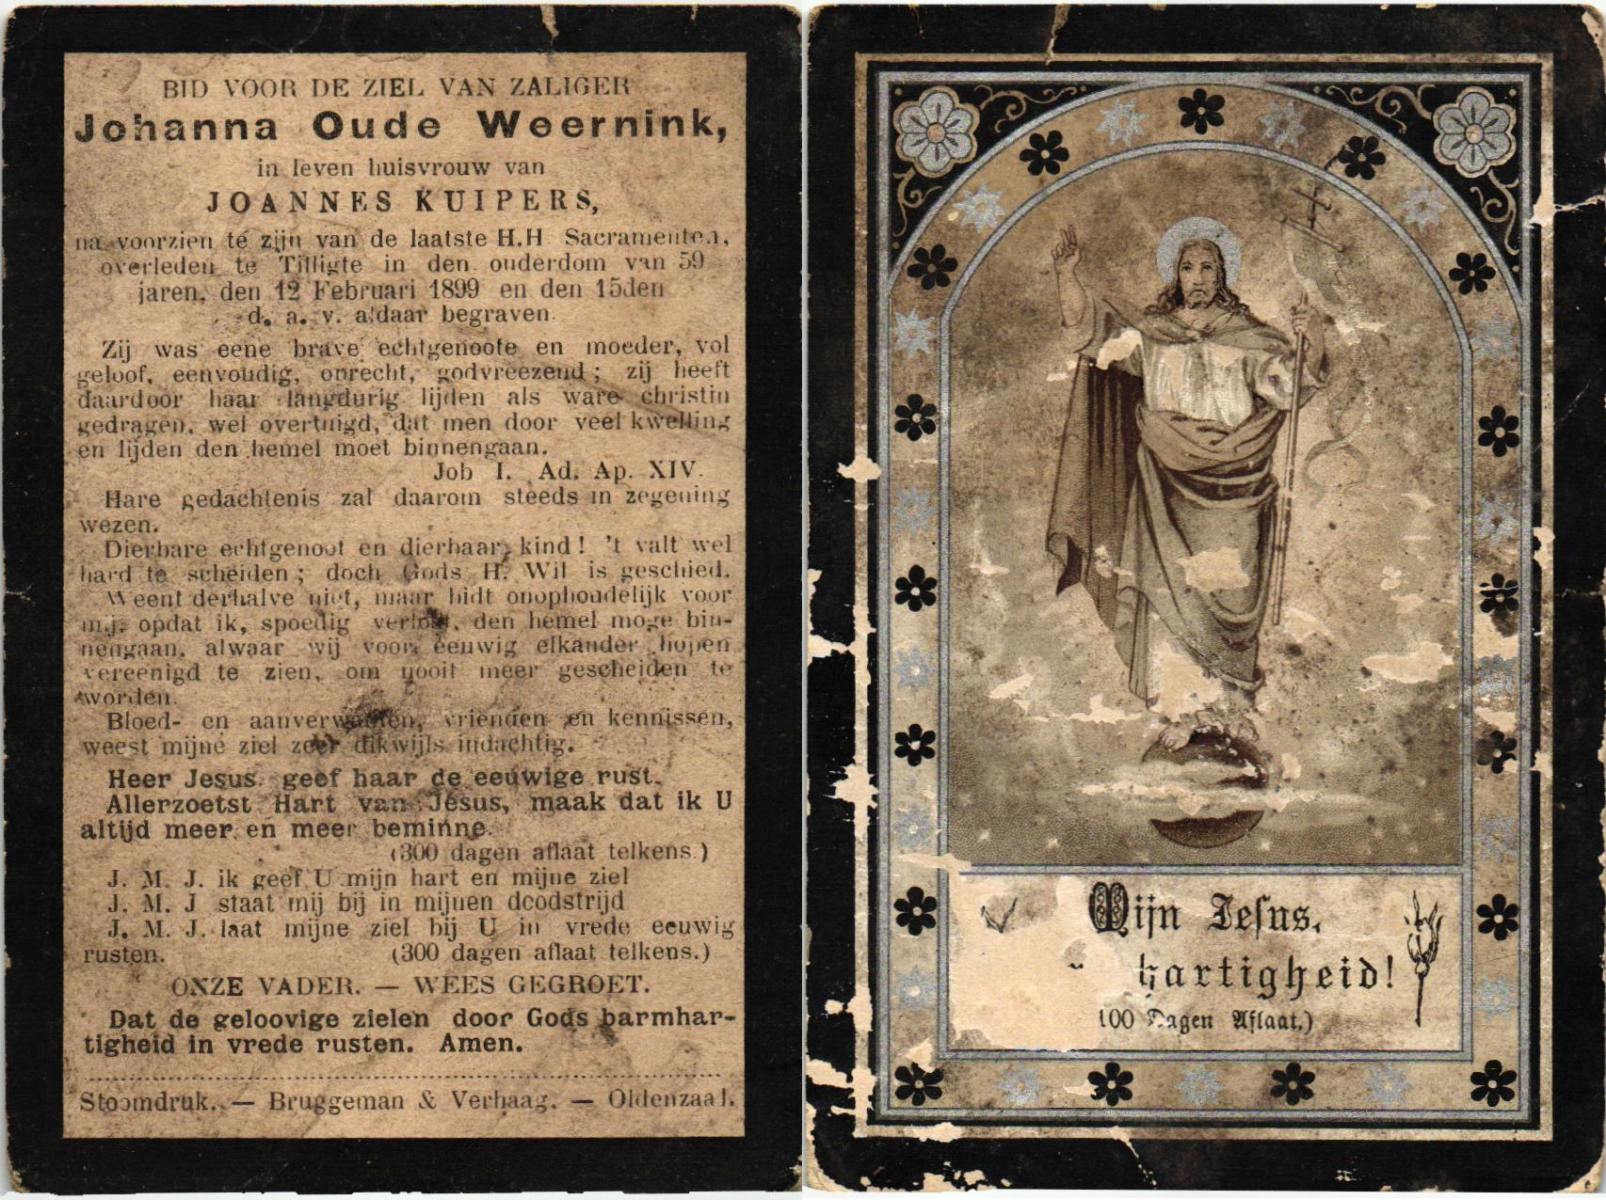 BID VOOR DE ZIEL VAN ZALIGER
Johanna Oude Weernink,
in leven huisvrouw van
JOANNES KUIPERS,
na voorzien te zijn van de laatste H.H Sacramenten,
overleden te Tilligte in den ouderdom van 59
jaren, den 12 Februari 1899 en den 15den
d. a. v. aldaar begraven.
Zij was eene brave echtgenoote en moeder, vol
geloof, eenvoudig, oprecht, godvreezend; zij heeft
daardoor haar langdurig lijden als ware christin
gedragen, wel overtuigd, dat men door veel kwelling
en lijden den hemel moet binnengaan.
Job I. Ad. Ap. XIV.
Hare gedachtenis zal daarom steeds in zegening
wezen.
Dierbare echtgenoot en dierbaar kind! 't valt wel
hard te scheiden; doch Gods H. Wil is geschied.
Weent derhalve niet, maar bidt onophoudelijk voor
mij, opdat ik, spoedig verlost, den hemel moge bin-
nengaan, alwaar wij voor eeuwig elkander hopen
vereenigd te zien, om nooit meer gescheiden te
worden.
Bloed- en aanverwanten, vrienden en kennissen,
weest mijne ziel zeer dikwijls indachtig.
Heer Jesus geef haar de eeuwige rust.
Allerzoetst Hart van Jesus, maak dat ik U
altijd meer en meer beminne.
(300 dagen aflaat telkens.)
J. M. J. ik geef U mijn hart en mijne ziel
J. M. J staat mij bij in mijnen doodstrijd
J. M. J. laat mijne ziel bij U in vrede eeuwig
rusten. (300 dagen aflaat telkens.)
ONZE VADER. — WEES GEGROET.
Dat de geloovige zielen door Gods barmhar-
tigheid in vrede rusten. Amen.
Stoomdruk. — Bruggeman & Verhaag. — Oldenzaal.
Mijn Jesus,
hartigheid!
100 Dagen Aflaat.)